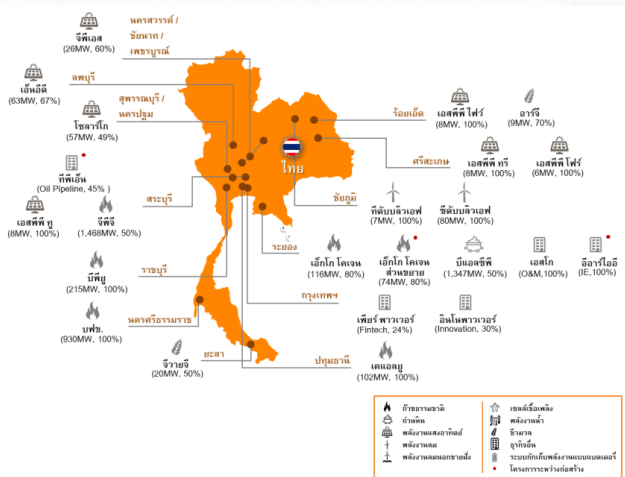 จีพีเอส
(26MW, 60%)
นครสวรรค์ /
ชัยนาท /
เพชรบูรณ์
เอ็นอีดี
(63MW, 67%)
ลพบุรี
โซลาร์โก
(57MW, 49%)
สุพรรณบุรี /
นครปฐม
ทีพีเอ็น
(Oil Pipeline, 45% )
เอสพีพี ทู
(8MW, 100%)
จีพีจี
(1,468MW, 50%)
สระบุรี
บีพียู
(215MW, 100%)
ราชบุรี
บฟข.
(930MW, 100%)
นครศรีธรรมราช
จีวายจี
(20MW, 50%)
ยะลา
ไทย
ร้อยเอ็ด
เอสพีพี ไฟว์
(8MW, 100%)
อาร์จี
(9MW, 70%)
ศรีสะเกษ
เอสพีพี ทรี
(8MW, 100%)
เอสพีพี โฟร์
(6MW, 100%)
ชัยภูมิ
ทีดับบลิวเอฟ
(7MW, 100%)
ซีดับบลิวเอฟ
(80MW, 100%)
ระยอง
เอ็กโก โคเจน
(116MW, 80%)
เอ็กโก โคเจน
ส่วนขยาย
(74MW, 80%)
บีแอลซีพี
(1,347MW, 50%)
เอสโก
(O&M,100%)
อีอาร์ไออี
(IE,100%)
กรุงเทพฯ
เพียร์ พาวเวอร์
(Fintech, 24%)
อินโนพาวเวอร์
(Innovation, 30%)
ปทุมธานี
เคแอลยู
(102MW, 100%)
ก๊าซธรรมชาติ
ถ่านหิน
พลังงานแสงอาทิตย์
พลังงานลม
พลังงานลมนอกชายฝั่ง
เซลล์เชื้อเพลิง
พลังงานน้ำ
ชีวมวล
ธุรกิจอื่น
ระบบกักเก็บพลังงานแบบแบตเตอรี่
โครงการระหว่างก่อสร้าง